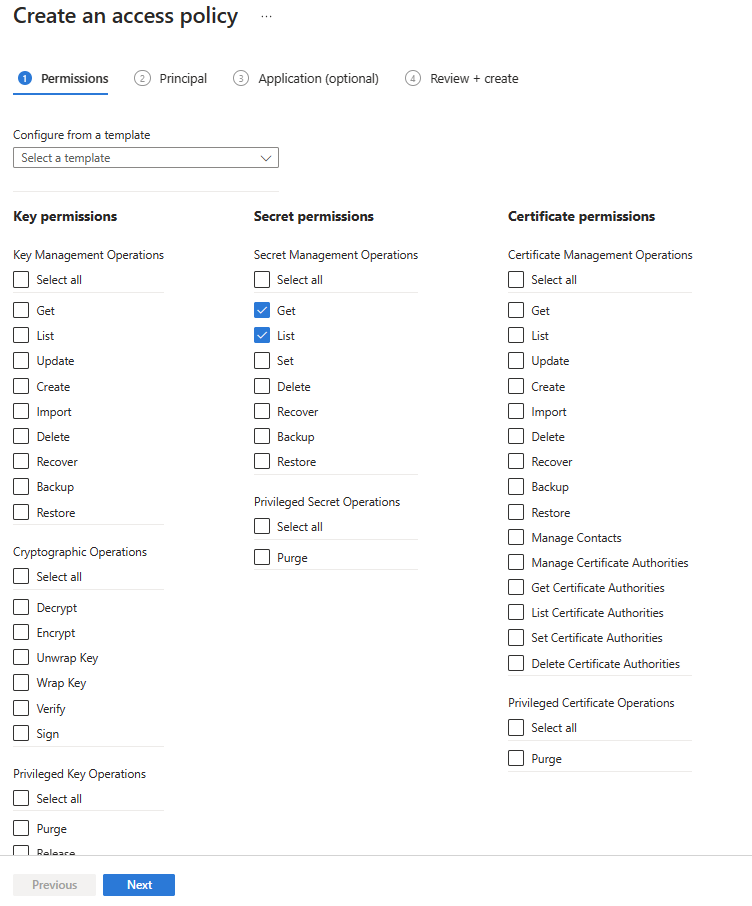 Create an access policy ...
1 Permissions 2 Principal 3 Application (optional) 4 Review + create
Configure from a template
Select a template
Key permissions
Key Management Operations
Select all
Get
List
Update
Create
Import
Delete
Recover
Backup
Restore
Cryptographic Operations
Select all
Decrypt
Encrypt
Unwrap Key
Wrap Key
Verify
Sign
Privileged Key Operations
Select all
Purge
Release
Secret permissions
Secret Management Operations
Select all
Get
List
Set
Delete
Recover
Backup
Restore
Privileged Secret Operations
Select all
Purge
Certificate permissions
Certificate Management Operations
Select all
Get
List
Update
Create
Import
Delete
Recover
Backup
Restore
Manage Contacts
Manage Certificate Authorities
Get Certificate Authorities
List Certificate Authorities
Set Certificate Authorities
Delete Certificate Authorities
Privileged Certificate Operations
Select all
Purge
Previous Next